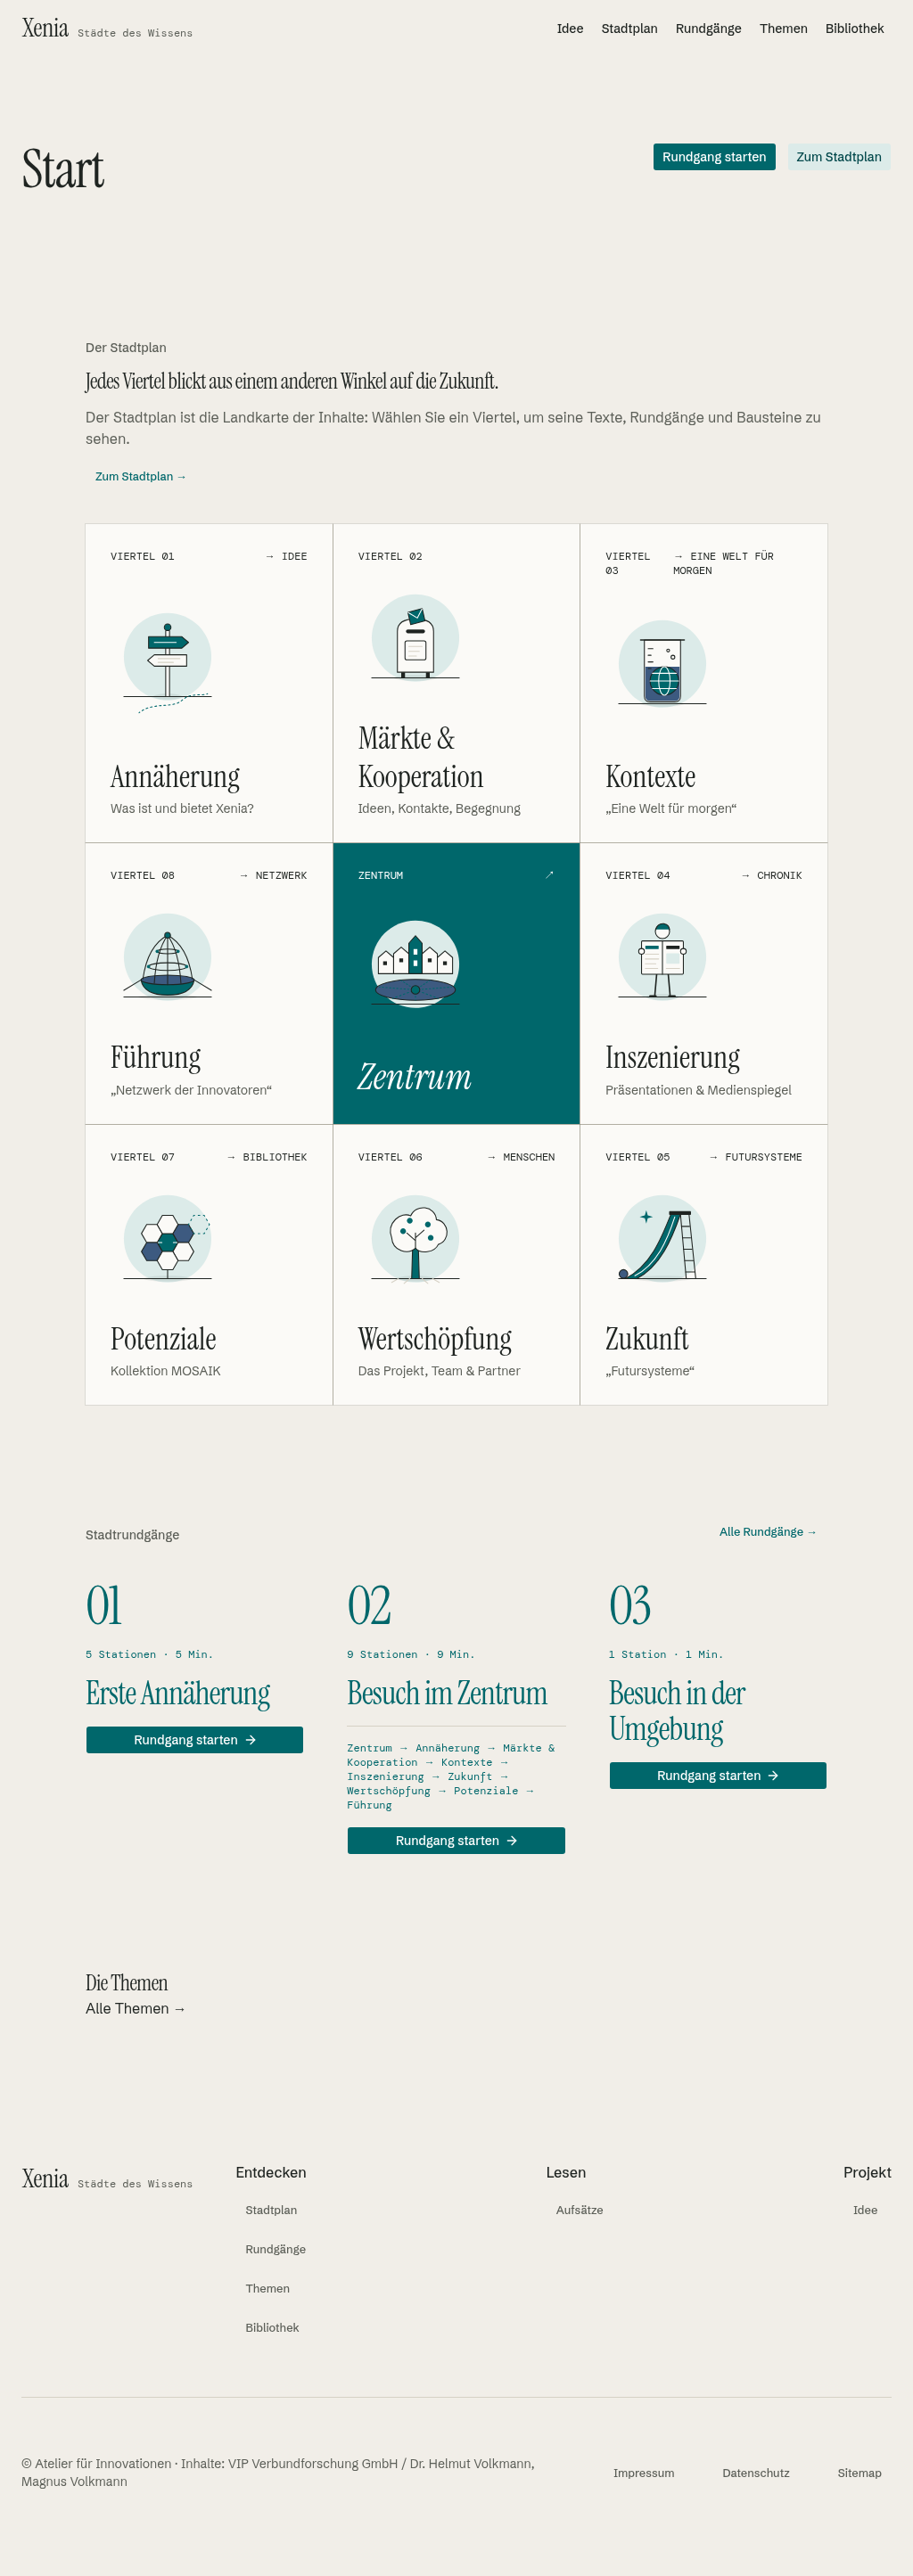 Xenia Städte des Wissens
Idee Stadtplan Rundgänge Themen Bibliothek
Start
Rundgang starten Zum Stadtplan
Der Stadtplan
Jedes Viertel blickt aus einem anderen Winkel auf die Zukunft.
Der Stadtplan ist die Landkarte der Inhalte: Wählen Sie ein Viertel, um seine Texte, Rundgänge und Bausteine zu
sehen.
Zum Stadtplan →
VIERTEL 01 → IDEE
Annäherung
Was ist und bietet Xenia?
VIERTEL 02
Märkte &
Kooperation
Ideen, Kontakte, Begegnung
VIERTEL
03
→ EINE WELT FÜR
MORGEN
Kontexte
„Eine Welt für morgen“
VIERTEL 08 → NETZWERK
Führung
„Netzwerk der Innovatoren“
ZENTRUM ↗
Zentrum
VIERTEL 04 → CHRONIK
Inszenierung
Präsentationen & Medienspiegel
VIERTEL 07 → BIBLIOTHEK
Potenziale
Kollektion MOSAIK
VIERTEL 06 → MENSCHEN
Wertschöpfung
Das Projekt, Team & Partner
VIERTEL 05 → FUTURSYSTEME
Zukunft
„Futursysteme“
Stadtrundgänge
Alle Rundgänge →
01
5 Stationen · 5 Min.
Erste Annäherung
Rundgang starten →
02
9 Stationen · 9 Min.
Besuch im Zentrum
Zentrum → Annäherung → Märkte &
Kooperation → Kontexte →
Inszenierung → Zukunft →
Wertschöpfung → Potenziale →
Führung
Rundgang starten →
03
1 Station · 1 Min.
Besuch in der
Umgebung
Rundgang starten →
Die Themen
Alle Themen →
Xenia Städte des Wissens
Entdecken
Stadtplan
Rundgänge
Themen
Bibliothek
Lesen
Aufsätze
Projekt
Idee
© Atelier für Innovationen · Inhalte: VIP Verbundforschung GmbH / Dr. Helmut Volkmann,
Magnus Volkmann
Impressum Datenschutz Sitemap